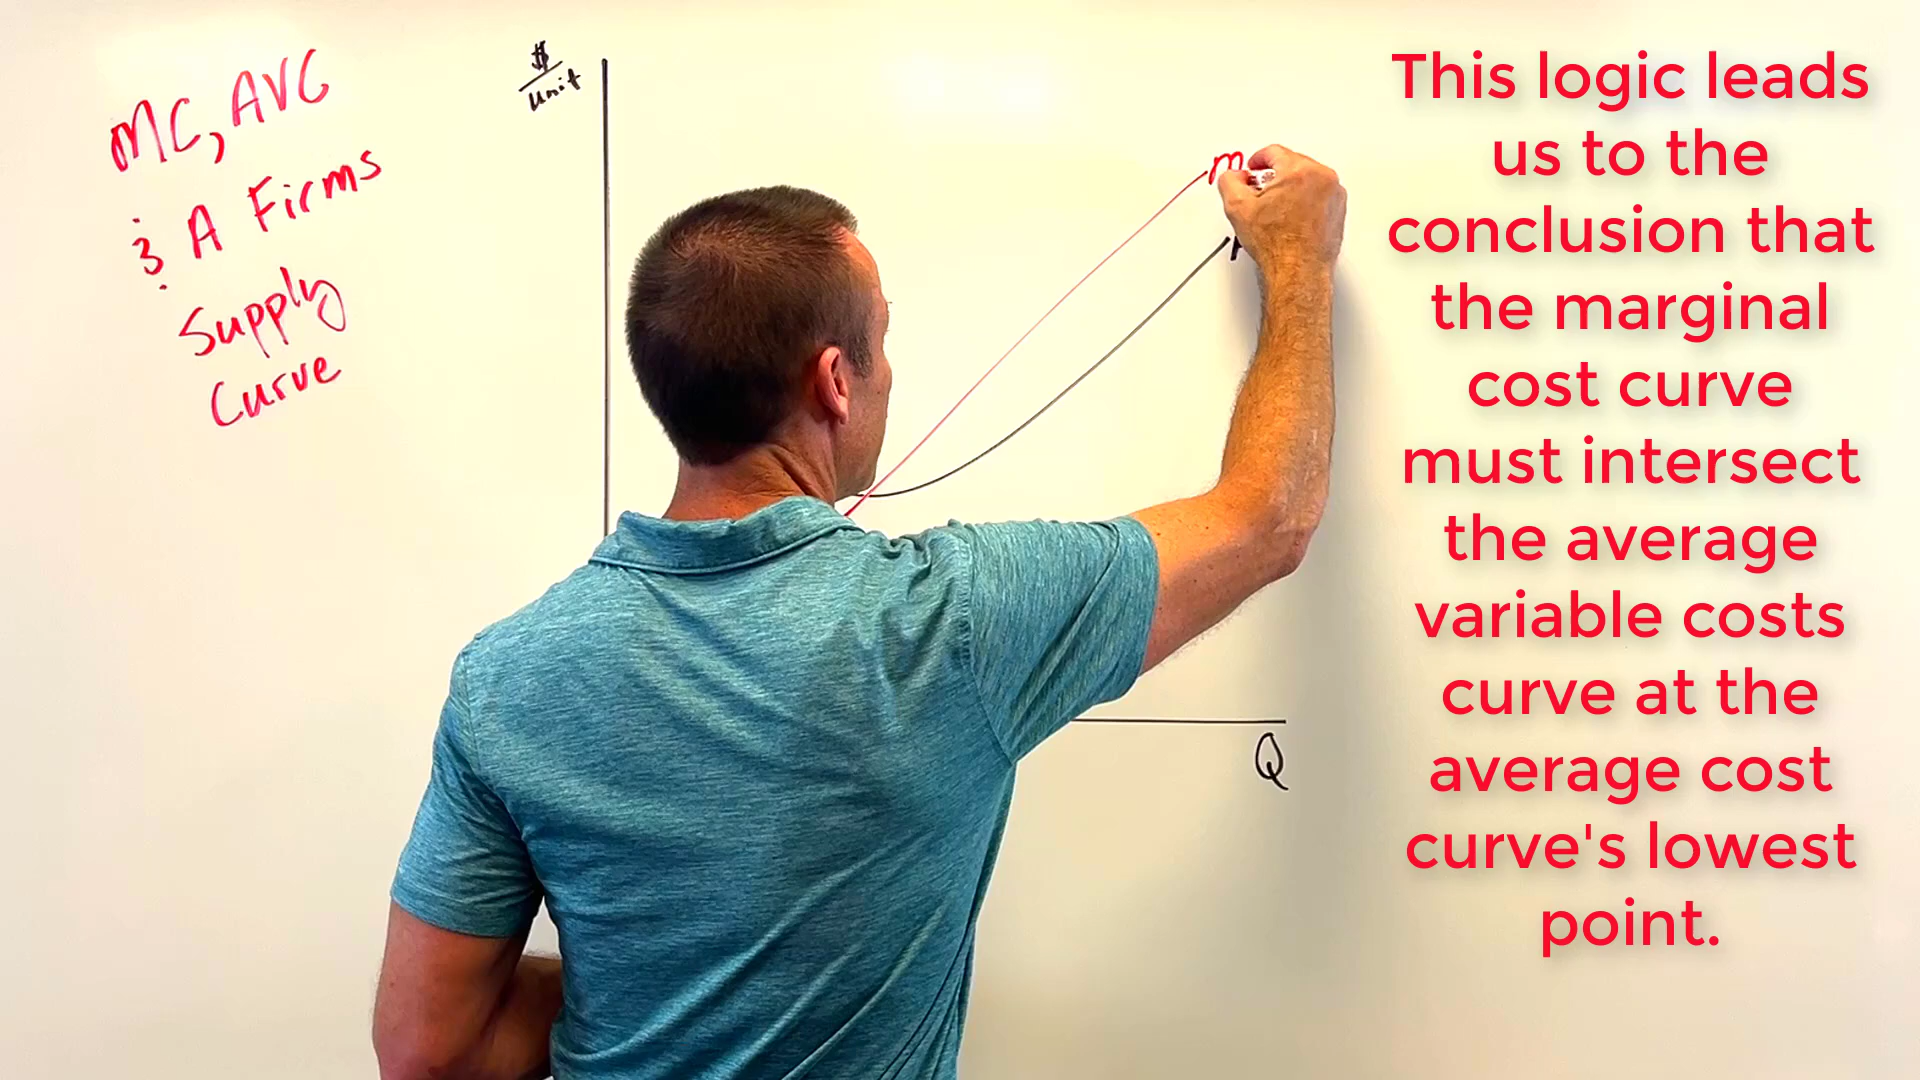 MC, AVC
& A Firms
Supply
Curve
$
unit
m
Q
This logic leads
us to the
conclusion that
the marginal
cost curve
must intersect
the average
variable costs
curve at the
average cost
curve's lowest
point.